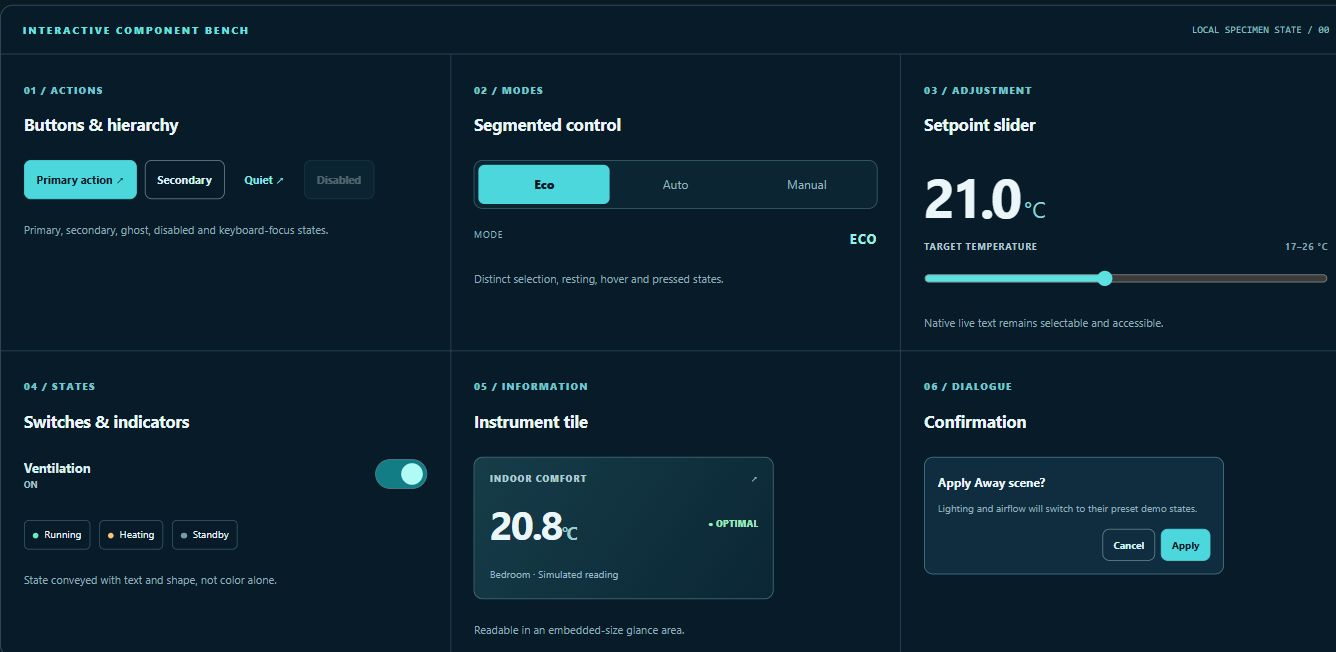 INTERACTIVE COMPONENT BENCH
LOCAL SPECIMEN STATE / 00
01 / ACTIONS
Buttons & hierarchy
Primary action ↗ Secondary Quiet ↗ Disabled
Primary, secondary, ghost, disabled and keyboard-focus states.
02 / MODES
Segmented control
Eco Auto Manual
MODE ECO
Distinct selection, resting, hover and pressed states.
03 / ADJUSTMENT
Setpoint slider
21.0 °C
TARGET TEMPERATURE 17–26 °C
Native live text remains selectable and accessible.
04 / STATES
Switches & indicators
Ventilation
ON
Running Heating Standby
State conveyed with text and shape, not color alone.
05 / INFORMATION
Instrument tile
INDOOR COMFORT ↗
20.8°C • OPTIMAL
Bedroom · Simulated reading
Readable in an embedded-size glance area.
06 / DIALOGUE
Confirmation
Apply Away scene?
Lighting and airflow will switch to their preset demo states.
Cancel Apply